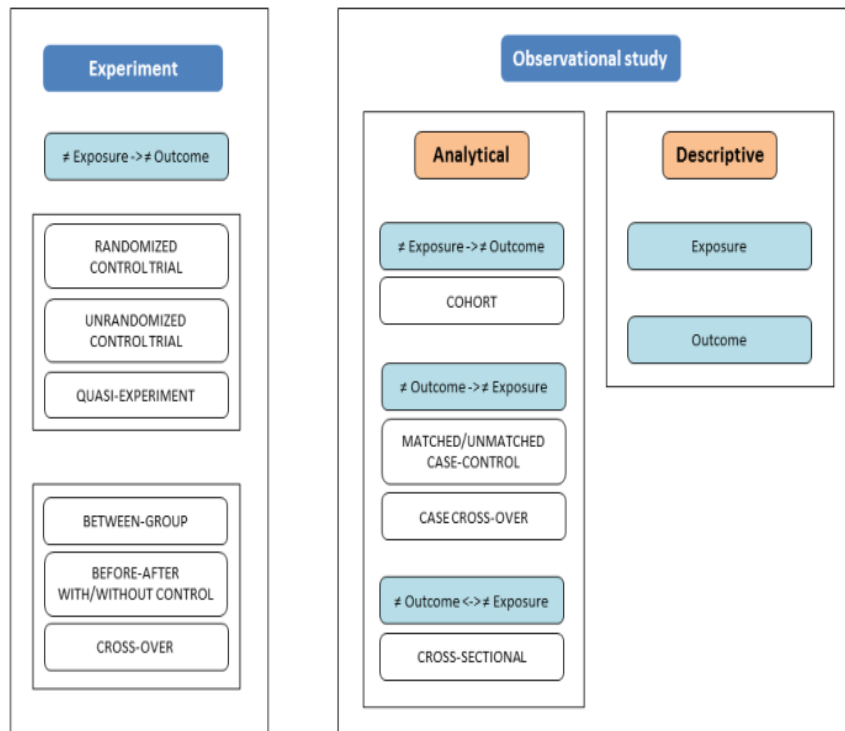 Experiment
≠ Exposure -> ≠ Outcome
RANDOMIZED
CONTROL TRIAL
UNRANDOMIZED
CONTROL TRIAL
QUASI-EXPERIMENT
BETWEEN-GROUP
BEFORE-AFTER
WITH/WITHOUT CONTROL
CROSS-OVER
Observational study
Analytical
≠ Exposure -> ≠ Outcome
COHORT
≠ Outcome -> ≠ Exposure
MATCHED/UNMATCHED
CASE-CONTROL
CASE CROSS-OVER
≠ Outcome <-> ≠ Exposure
CROSS-SECTIONAL
Descriptive
Exposure
Outcome